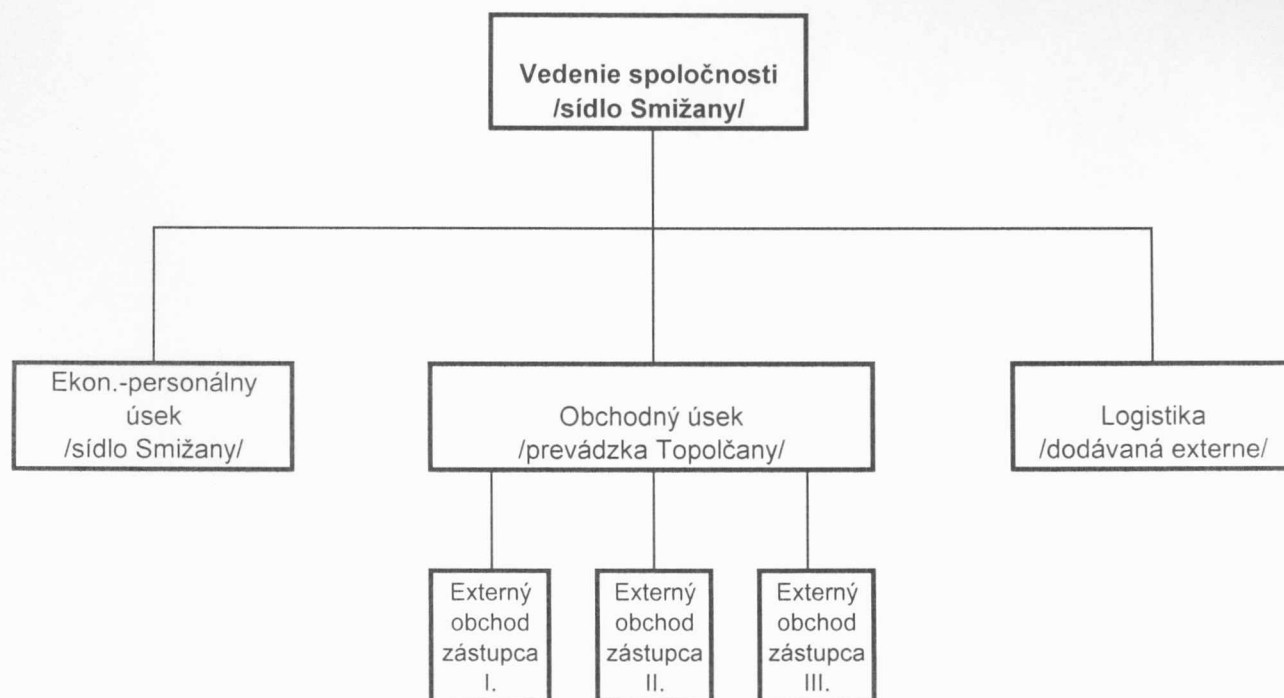 Vedenie spoločnosti
/sídlo Smižany/
Ekon.-personálny
úsek
/sídlo Smižany/
Obchodný úsek
/prevádzka Topolčany/
Logistika
/dodávaná externe/
Externý
obchod
zástupca
I.
Externý
obchod
zástupca
II.
Externý
obchod
zástupca
III.